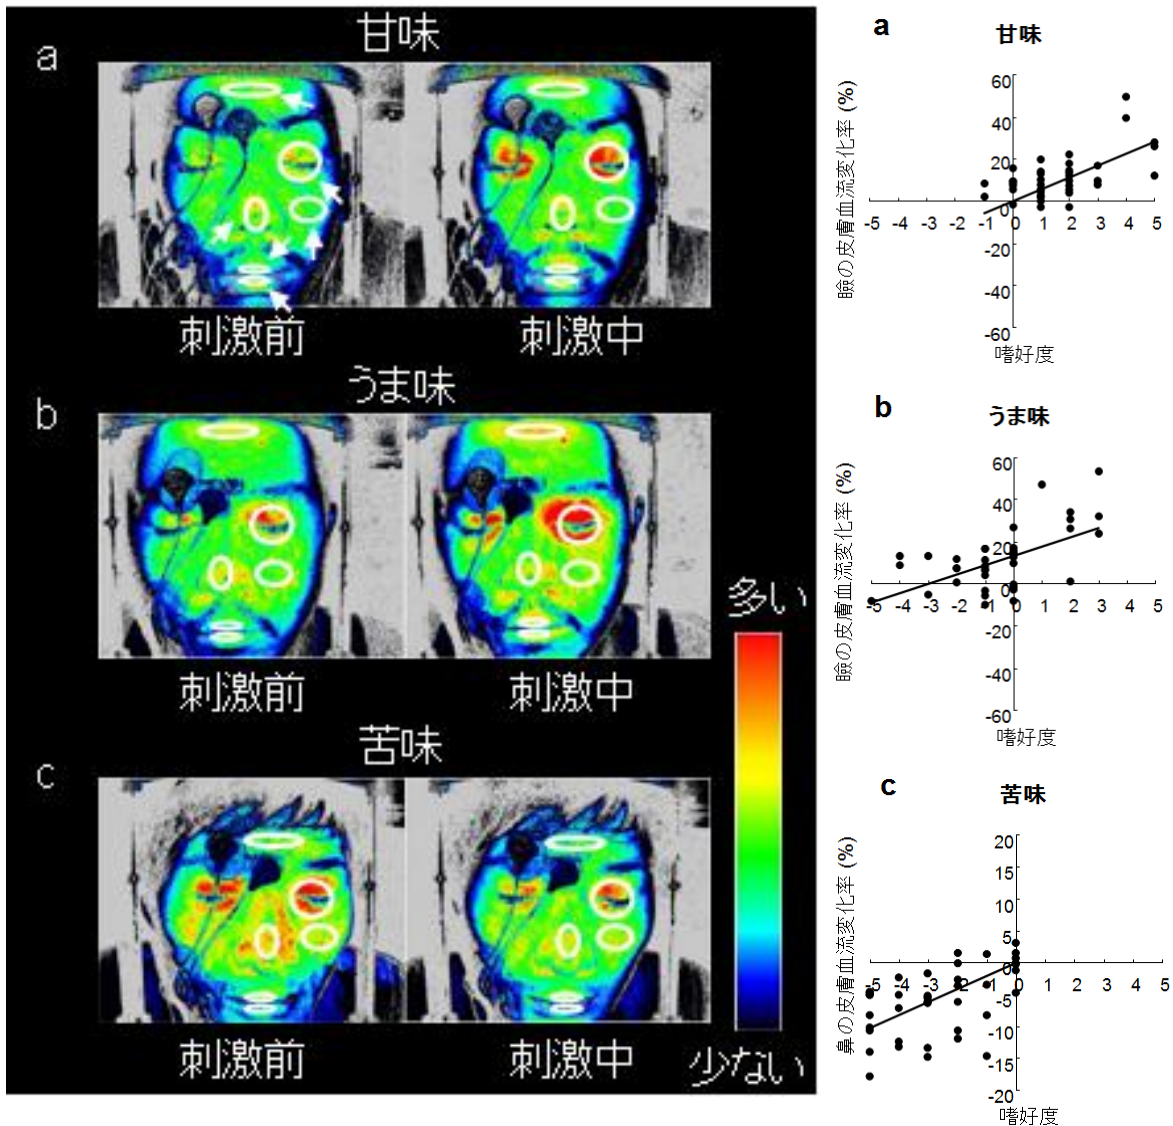 a
甘味
刺激前
刺激中
b
うま味
刺激前
刺激中
c
苦味
刺激前
刺激中
多い
少ない
a
甘味
瞼の皮膚血流変化率 (%)
60
40
20
0
-20
-40
-60
-5 -4 -3 -2 -1 0 1 2 3 4 5
嗜好度
b
うま味
瞼の皮膚血流変化率 (%)
60
40
20
0
-20
-40
-60
-5 -4 -3 -2 -1 0 1 2 3 4 5
嗜好度
c
苦味
鼻の皮膚血流変化率 (%)
20
15
10
5
0
-5
-10
-15
-20
-5 -4 -3 -2 -1 0 1 2 3 4 5
嗜好度